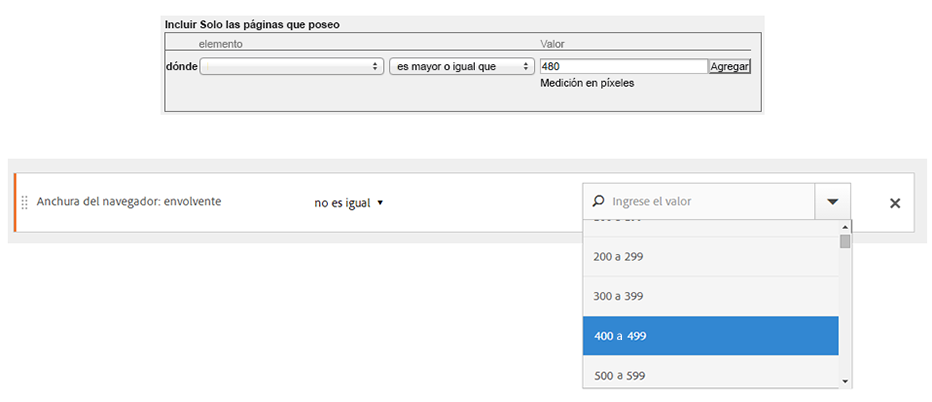 Incluir Solo las páginas que poseo
elemento Valor
dónde es mayor o igual que 480 Agregar
Medición en píxeles
Anchura del navegador: envolvente no es igual Ingrese el valor
200 a 299
300 a 399
400 a 499
500 a 599